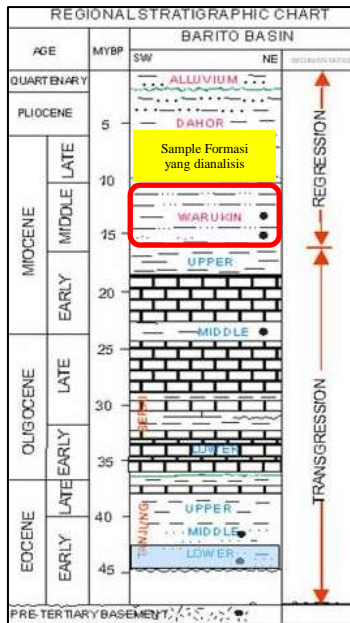 REGIONAL STRATIGRAPHIC CHART
AGE
MYBP
BARITO BASIN
SW
NE
QUARTENARY
ALLUVIUM
PLIOCENE
5
DAHOR
Sample Formasi
yang dianalisis
LATE
10
MIOCENE
MIDDLE
WARUKIN
15
REGRESSION
UPPER
EARLY
20
MIDDLE
25
OLIGOCENE
LATE
30
EARLY
LOWER
35
TRANSGRESSION
EOCENE
LATE
UPPER
40
TANJUNG
MIDDLE
EARLY
LOWER
45
PRE-TERTIARY BASEMENT